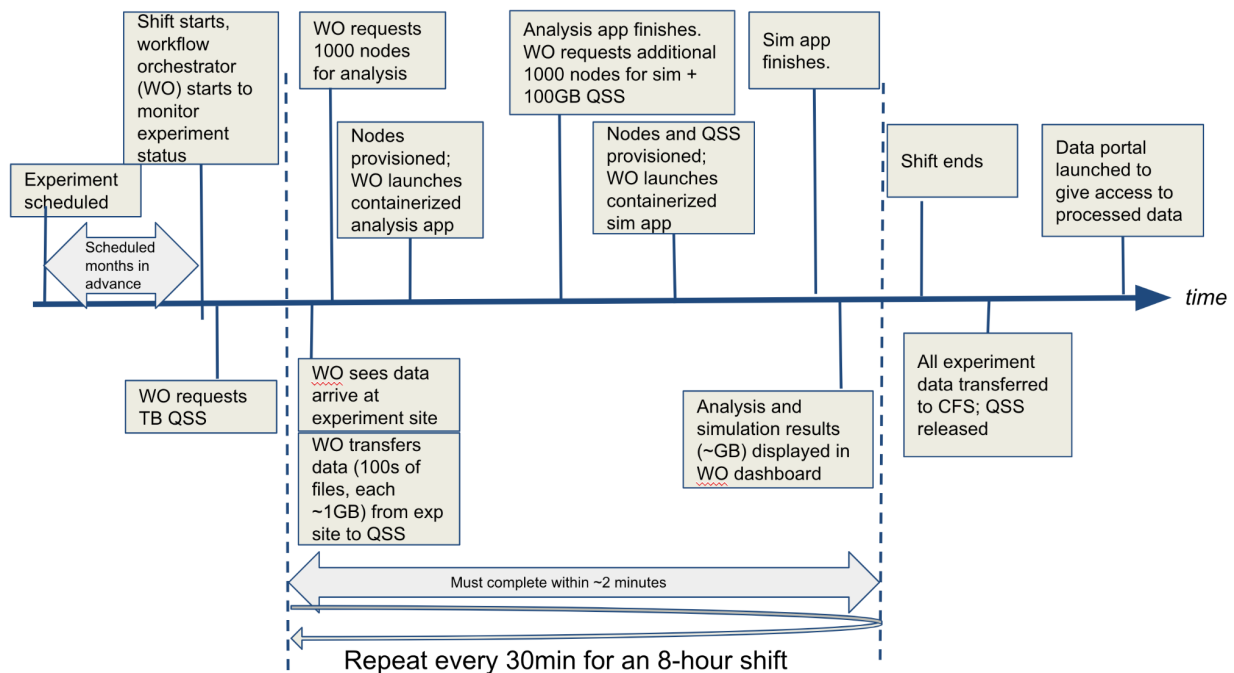 Shift starts,
workflow
orchestrator
(WO) starts to
monitor
experiment
status
WO requests
1000 nodes
for analysis
Analysis app finishes.
WO requests additional
1000 nodes for sim +
100GB QSS
Sim app
finishes.
Experiment
scheduled
Nodes
provisioned;
WO launches
containerized
analysis app
Nodes and QSS
provisioned;
WO launches
containerized
sim app
Shift ends
Data portal
launched to
give access to
processed data
Scheduled
months in
advance
time
WO requests
TB QSS
WO sees data
arrive at
experiment site
WO transfers
data (100s of
files, each
~1GB) from exp
site to QSS
Analysis and
simulation results
(~GB) displayed in
WO dashboard
All experiment
data transferred
to CFS; QSS
released
Must complete within ~2 minutes
Repeat every 30min for an 8-hour shift